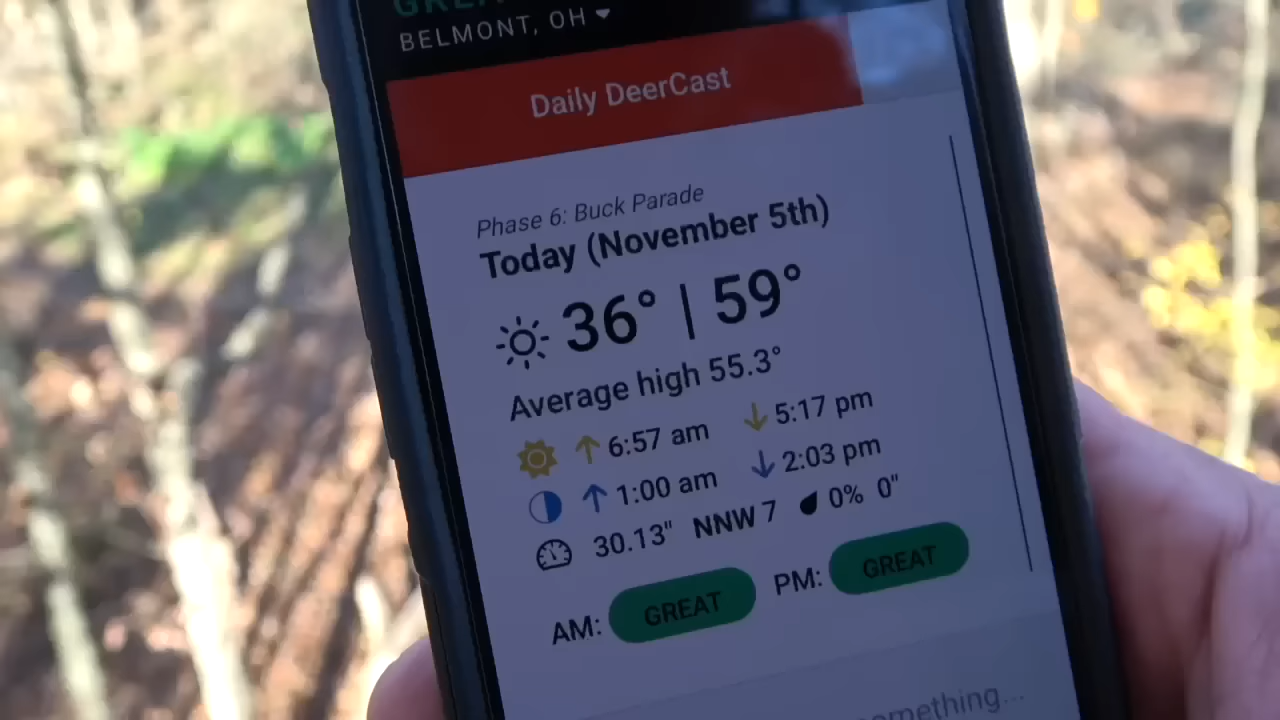 BELMONT, OH
Daily DeerCast
Phase 6: Buck Parade
Today (November 5th)
36° | 59°
Average high 55.3°
6:57 am 5:17 pm
1:00 am 2:03 pm
30.13" NNW 7 0% 0"
AM: GREAT PM: GREAT